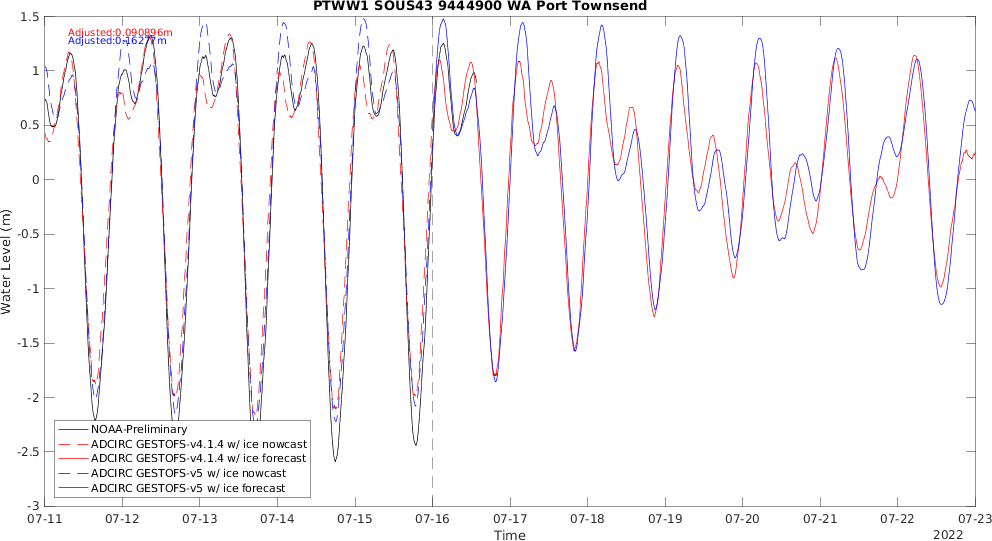 PTWW1 SOUS43 9444900 WA Port Townsend
Adjusted:0.090896m
Adjusted:0.16277m
1.5
1
0.5
0
-0.5
-1
-1.5
-2
-2.5
-3
Water Level (m)
NOAA-Preliminary
ADCIRC GESTOFS-v4.1.4 w/ ice nowcast
ADCIRC GESTOFS-v4.1.4 w/ ice forecast
ADCIRC GESTOFS-v5 w/ ice nowcast
ADCIRC GESTOFS-v5 w/ ice forecast
07-11 07-12 07-13 07-14 07-15 07-16 07-17 07-18 07-19 07-20 07-21 07-22 07-23
Time
2022